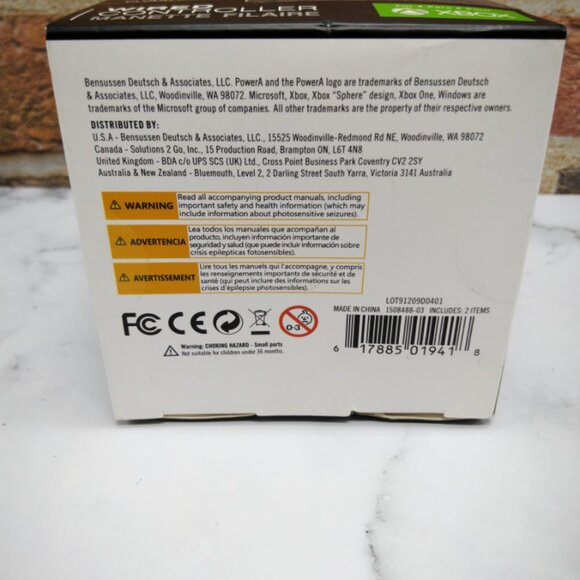 WIRED
CONTROLLER
MANETTE FILAIRE
XBOX
Bensussen Deutsch & Associates, LLC. PowerA and the PowerA logo are trademarks of Bensussen Deutsch
& Associates, LLC, Woodinville, WA 98072. Microsoft, Xbox, Xbox “Sphere” design, Xbox One, Windows are
trademarks of the Microsoft group of companies. All other trademarks are the property of their respective owners.
DISTRIBUTED BY:
U.S.A - Bensussen Deutsch & Associates, LLC., 15525 Woodinville-Redmond Rd NE, Woodinville, WA 98072
Canada - Solutions 2 Go, Inc., 15 Production Road, Brampton ON, L6T 4N8
United Kingdom - BDA c/o UPS SCS (UK) Ltd., Cross Point Business Park Coventry CV2 2SY
Australia & New Zealand - Bluemouth, Level 2, 2 Darling Street South Yarra, Victoria 3141 Australia
WARNING
Read all accompanying product manuals, including
important safety and health information (which may
include information about photosensitive seizures).
ADVERTENCIA
Lea todos los manuales que acompañan al
producto, incluyen información importante de
seguridad y salud (que puede incluir información sobre
crisis epilepticas fotosensibles).
AVERTISSEMENT
Lire tous les manuels qui l'accompagne, y compris
les renseignements importants de sécurité et de
santé (qui peut includes des informations sur les
crises d'épilepsie photosensibles).
FC CE
0-3
Warning: CHOKING HAZARD - Small parts
Not suitable for children under 36 months.
LOT91209D0401
MADE IN CHINA 1508488-03 INCLUDES: 2 ITEMS
6 17885 01941 8